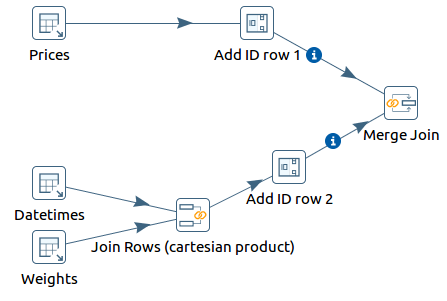 Prices
Add ID row 1
Merge Join
Add ID row 2
Datetimes
Join Rows (cartesian product)
Weights